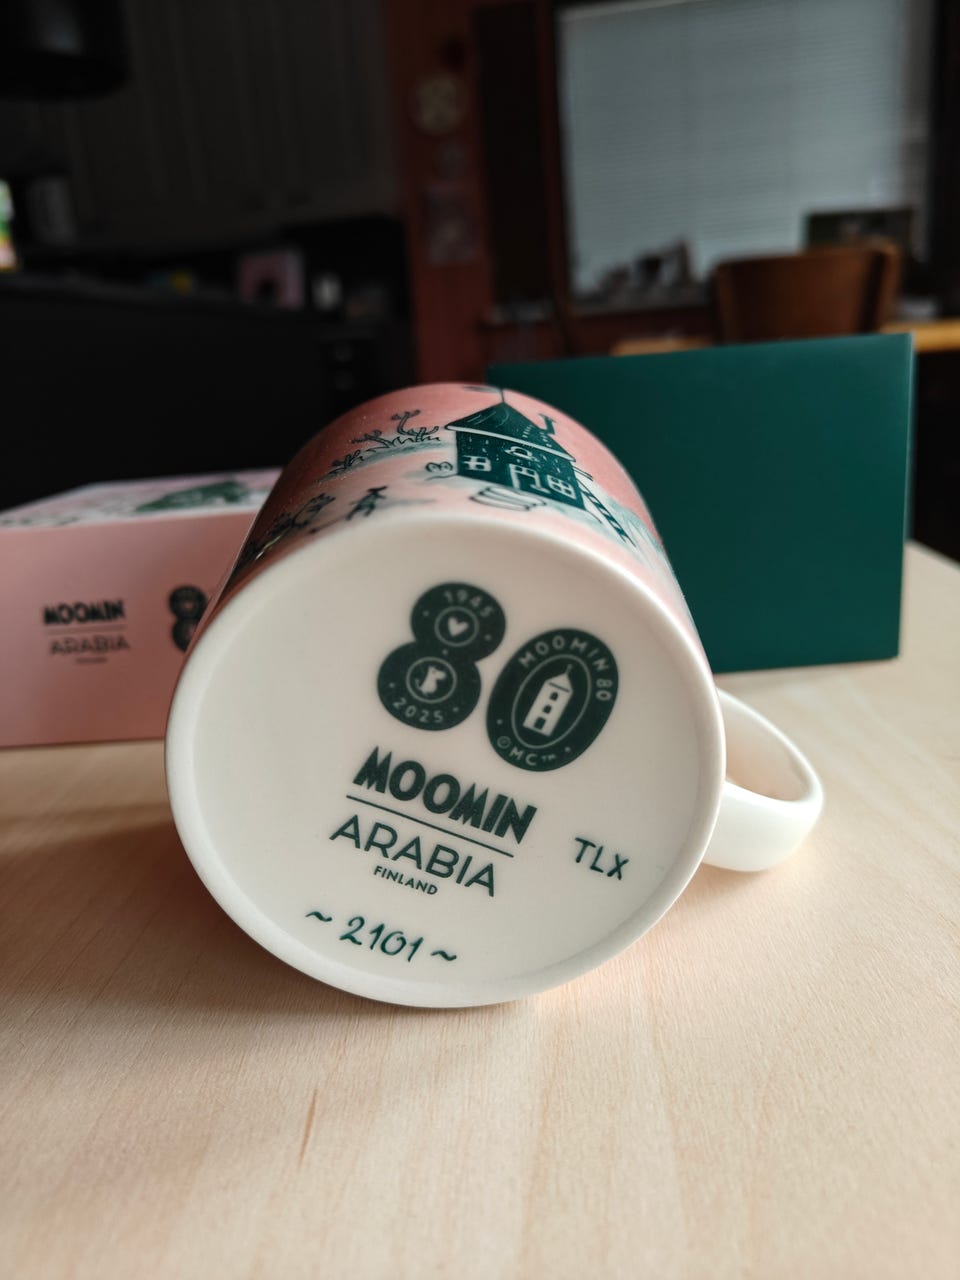 1945
2025
MOOMIN 80
© MC™
MOOMIN
ARABIA
FINLAND
TLX
~ 2101 ~
MOOMIN
ARABIA